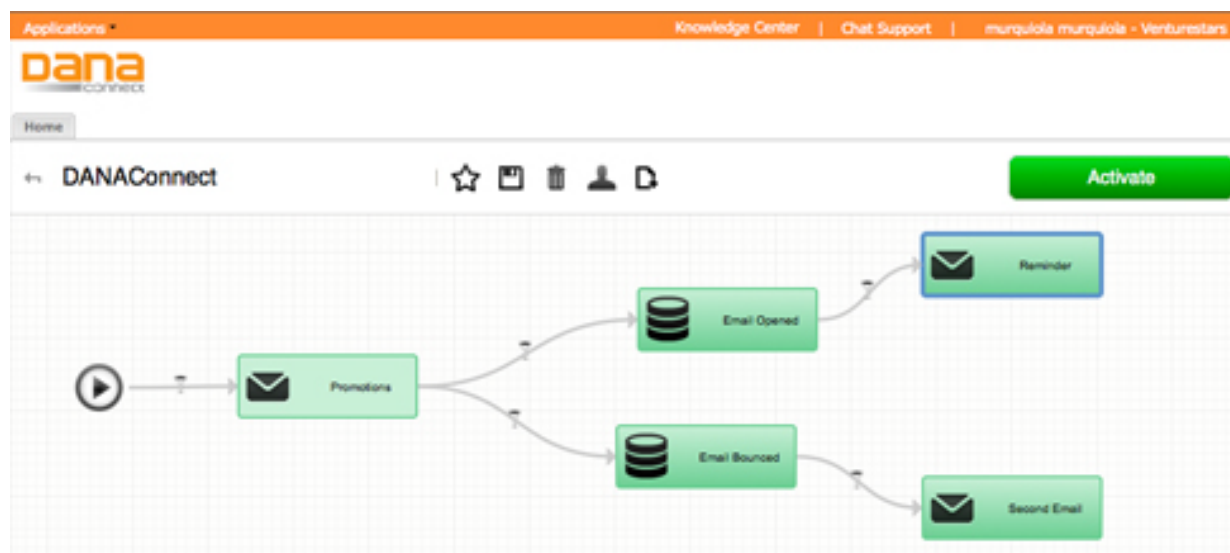 Applications
Knowledge Center | Chat Support | murquiola murquiola - Venturestars
Dana
connect
Home
DANAConnect
Activate
Reminder
Email Opened
Promotions
Email Bounced
Second Email